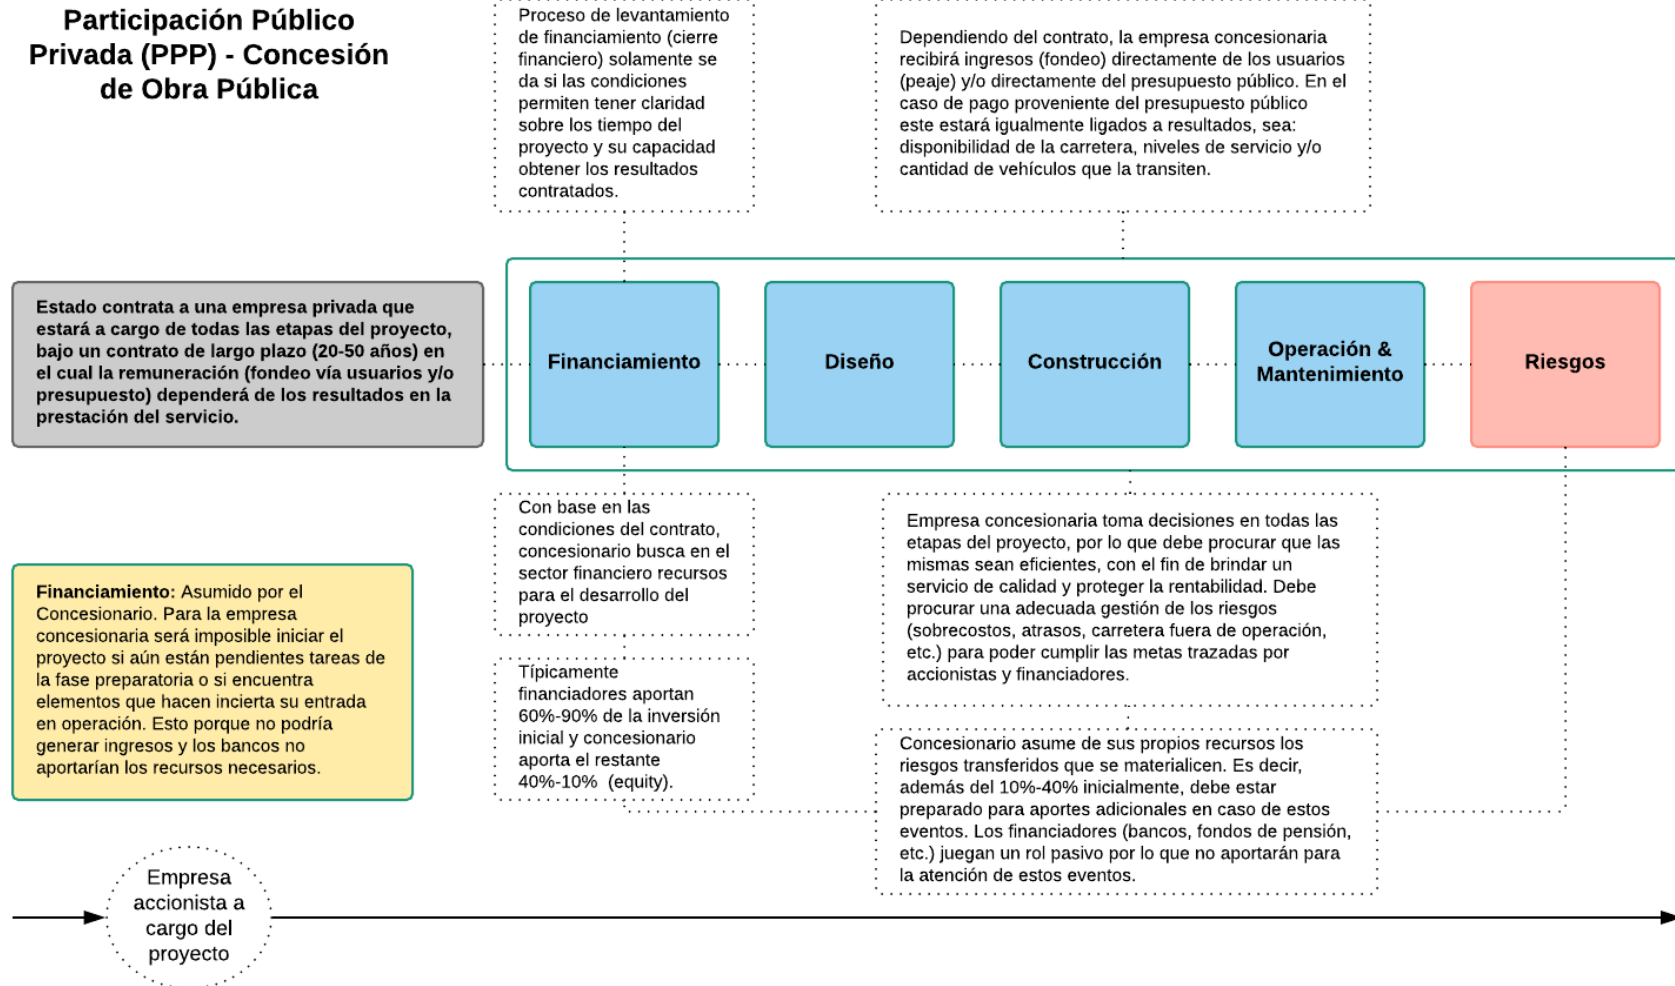 Participación Público
Privada (PPP) - Concesión
de Obra Pública
Proceso de levantamiento
de financiamiento (cierre
financiero) solamente se
da si las condiciones
permiten tener claridad
sobre los tiempo del
proyecto y su capacidad
obtener los resultados
contratados.
Dependiendo del contrato, la empresa concesionaria
recibirá ingresos (fondeo) directamente de los usuarios
(peaje) y/o directamente del presupuesto público. En el
caso de pago proveniente del presupuesto público
este estará igualmente ligados a resultados, sea:
disponibilidad de la carretera, niveles de servicio y/o
cantidad de vehículos que la transiten.
Estado contrata a una empresa privada que
estará a cargo de todas las etapas del proyecto,
bajo un contrato de largo plazo (20-50 años) en
el cual la remuneración (fondeo vía usuarios y/o
presupuesto) dependerá de los resultados en la
prestación del servicio.
Financiamiento
Diseño
Construcción
Operación &
Mantenimiento
Riesgos
Financiamiento: Asumido por el
Concesionario. Para la empresa
concesionaria será imposible iniciar el
proyecto si aún están pendientes tareas de
la fase preparatoria o si encuentra
elementos que hacen incierta su entrada
en operación. Esto porque no podría
generar ingresos y los bancos no
aportarían los recursos necesarios.
Con base en las
condiciones del contrato,
concesionario busca en el
sector financiero recursos
para el desarrollo del
proyecto
Típicamente
financiadores aportan
60%-90% de la inversión
inicial y concesionario
aporta el restante
40%-10% (equity).
Empresa concesionaria toma decisiones en todas las
etapas del proyecto, por lo que debe procurar que las
mismas sean eficientes, con el fin de brindar un
servicio de calidad y proteger la rentabilidad. Debe
procurar una adecuada gestión de los riesgos
(sobrecostos, atrasos, carretera fuera de operación,
etc.) para poder cumplir las metas trazadas por
accionistas y financiadores.
Concesionario asume de sus propios recursos los
riesgos transferidos que se materialicen. Es decir,
además del 10%-40% inicialmente, debe estar
preparado para aportes adicionales en caso de estos
eventos. Los financiadores (bancos, fondos de pensión,
etc.) juegan un rol pasivo por lo que no aportarán para
la atención de estos eventos.
Empresa
accionista a
cargo del
proyecto